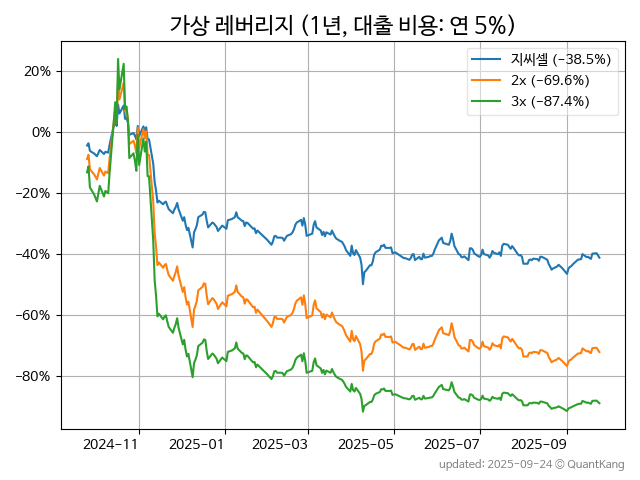 가상 레버리지 (1년, 대출 비용: 연 5%)
지씨셀 (−38.5%)
2x (−69.6%)
3x (−87.4%)
20%
0%
−20%
−40%
−60%
−80%
2024−11 2025−01 2025−03 2025−05 2025−07 2025−09
updated: 2025-09-24 © QuantKang